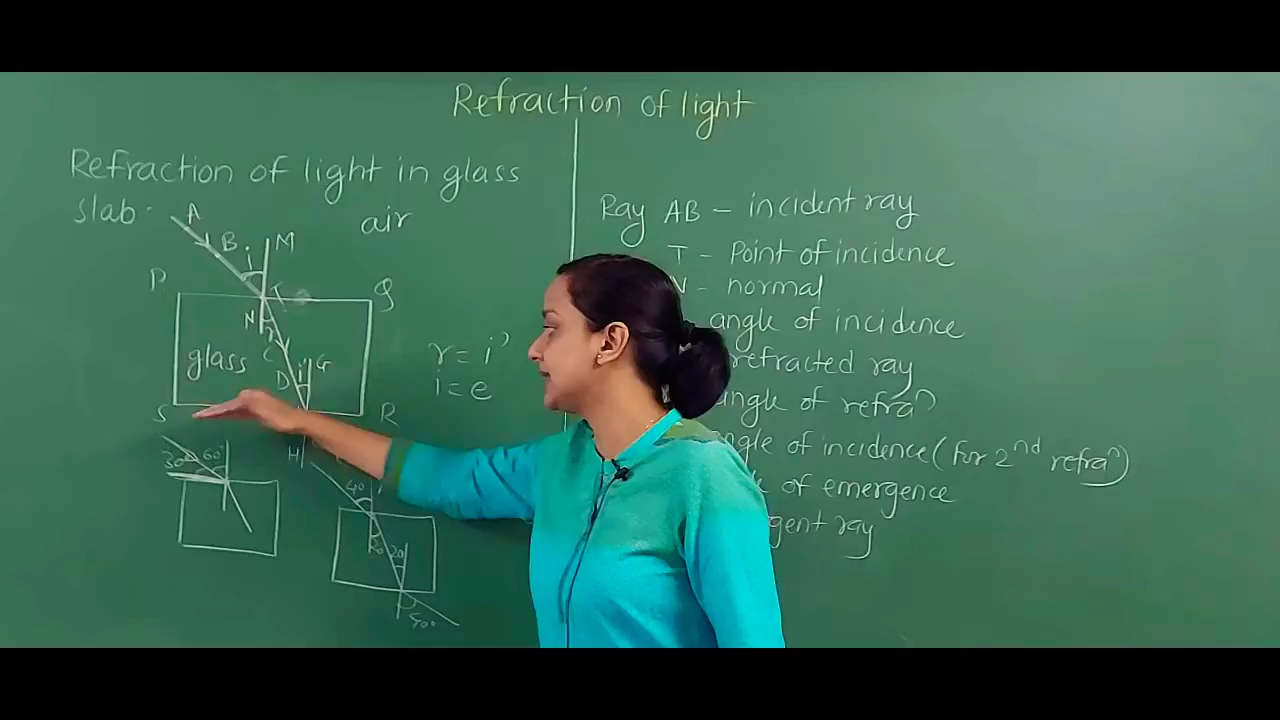 Refraction of light
Refraction of light in glass
slab.
air
A
B
i
M
P
T
Q
N
r
glass
C
D
i'
G
S
R
H
r = i'
i = e
30° 60°
40
20
20
40°
Ray AB - incident ray
T - Point of incidence
N - normal
angle of incidence
refracted ray
angle of refraⁿ
angle of incidence (for 2nd refraⁿ)
of emergence
gent ray